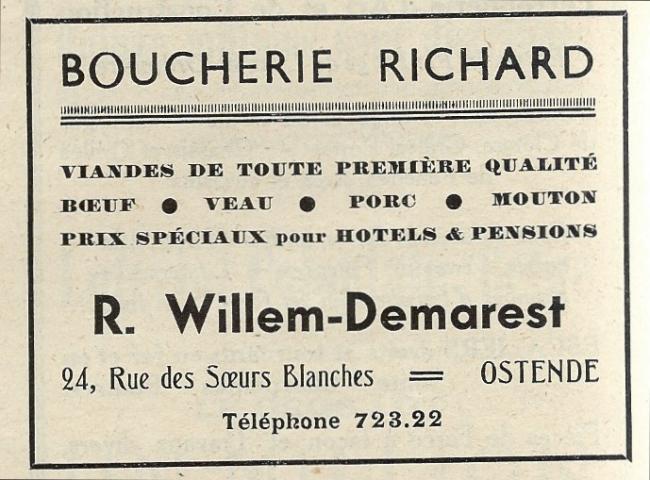 BOUCHERIE RICHARD
VIANDES DE TOUTE PREMIÈRE QUALITÉ
BŒUF ● VEAU ● PORC ● MOUTON
PRIX SPÉCIAUX pour HOTELS & PENSIONS
R. Willem-Demarest
24, Rue des Sœurs Blanches = OSTENDE
Téléphone 723.22